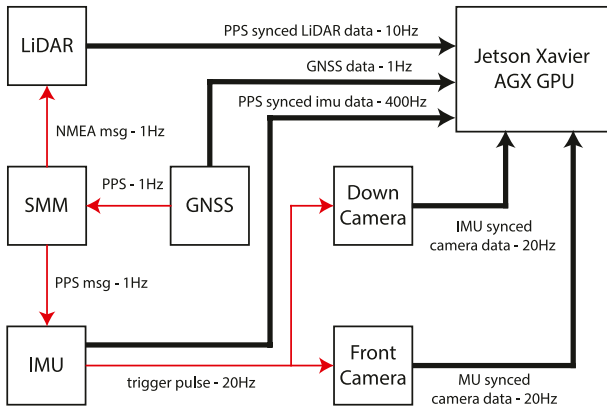 LiDAR
PPS synced LiDAR data - 10Hz
Jetson Xavier
AGX GPU
GNSS data - 1Hz
PPS synced imu data - 400Hz
NMEA msg - 1Hz
SMM
PPS - 1Hz
GNSS
Down
Camera
IMU synced
camera data - 20Hz
PPS msg - 1Hz
IMU
trigger pulse - 20Hz
Front
Camera
MU synced
camera data - 20Hz